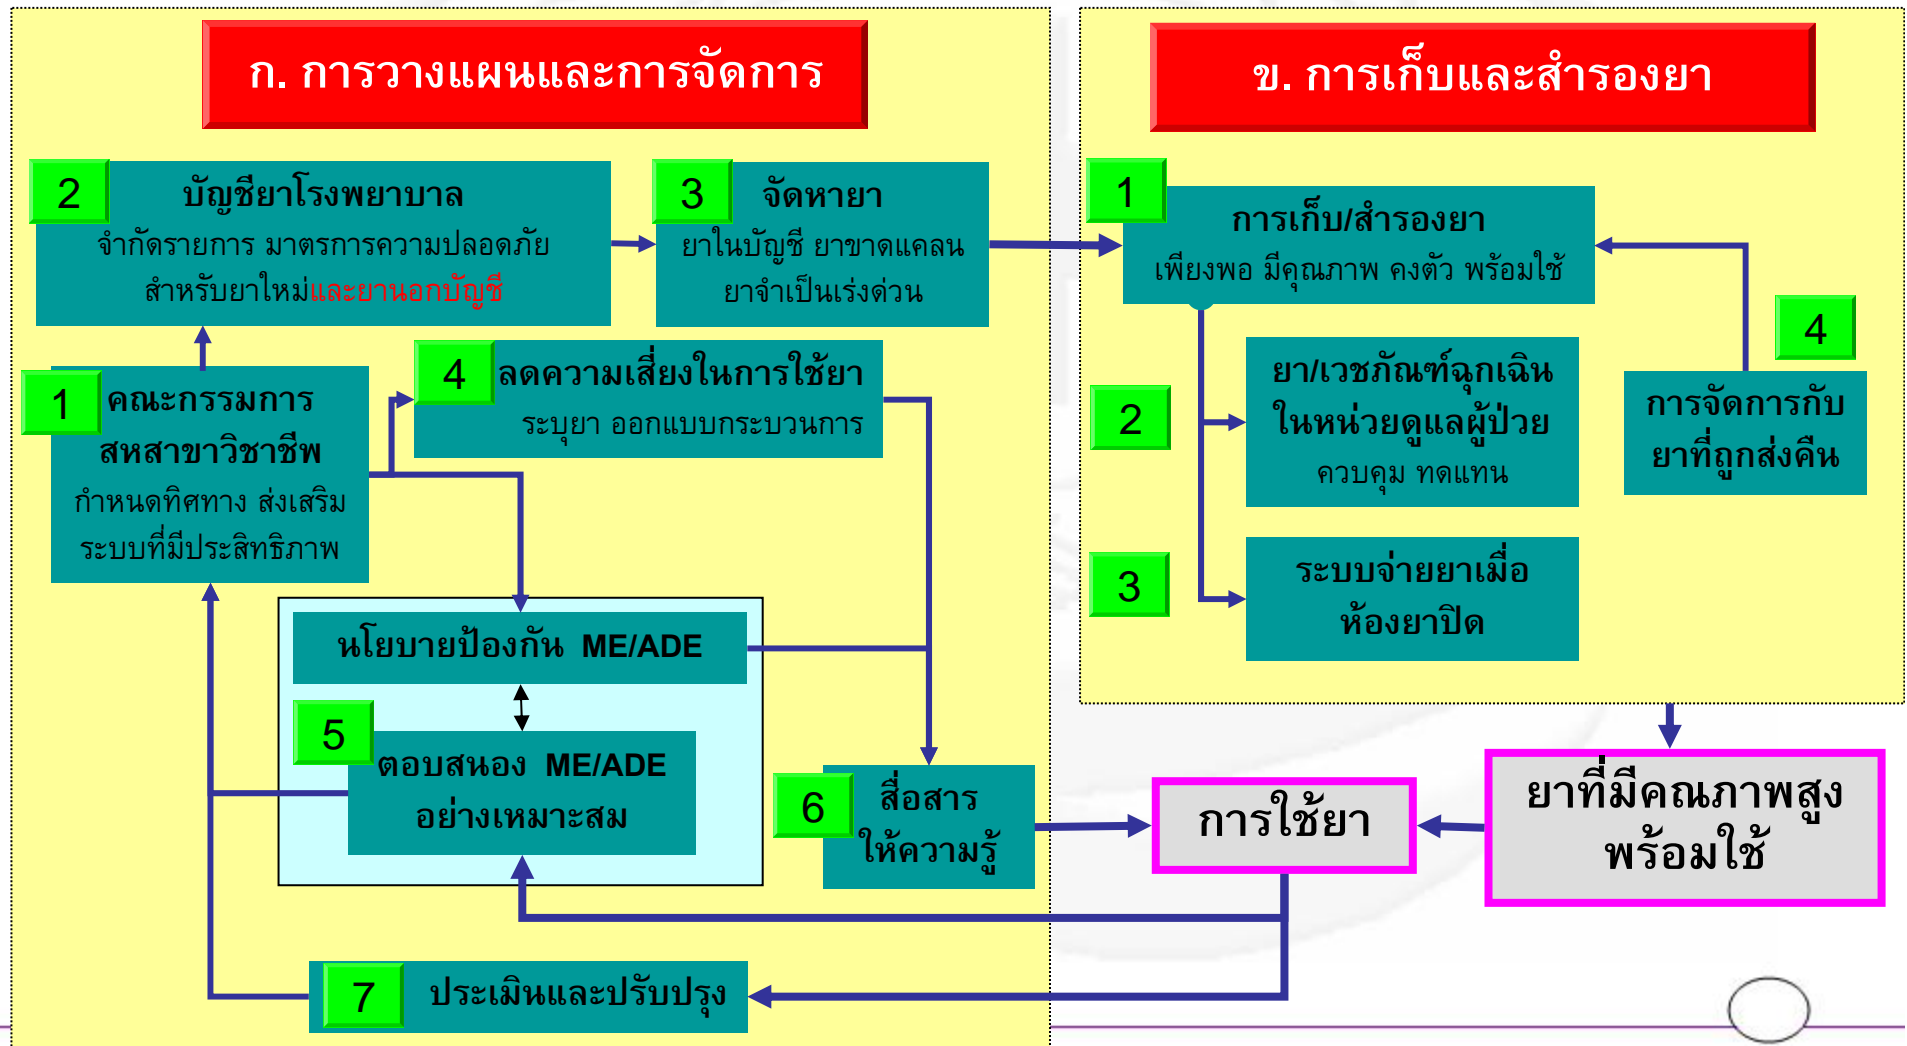 ก. การวางแผนและการจัดการ
2
บัญชียาโรงพยาบาล
จำกัดรายการ มาตรการความปลอดภัย
สำหรับยาใหม่และยานอกบัญชี
3
จัดหายา
ยาในบัญชี ยาขาดแคลน
ยาจำเป็นเร่งด่วน
1
คณะกรรมการ
สหสาขาวิชาชีพ
กำหนดทิศทาง ส่งเสริม
ระบบที่มีประสิทธิภาพ
4
ลดความเสี่ยงในการใช้ยา
ระบุยา ออกแบบกระบวนการ
นโยบายป้องกัน ME/ADE
5
ตอบสนอง ME/ADE
อย่างเหมาะสม
6
สื่อสาร
ให้ความรู้
7
ประเมินและปรับปรุง
ข. การเก็บและสำรองยา
1
การเก็บ/สำรองยา
เพียงพอ มีคุณภาพ คงตัว พร้อมใช้
2
ยา/เวชภัณฑ์ฉุกเฉิน
ในหน่วยดูแลผู้ป่วย
ควบคุม ทดแทน
3
ระบบจ่ายยาเมื่อ
ห้องยาปิด
4
การจัดการกับ
ยาที่ถูกส่งคืน
การใช้ยา
ยาที่มีคุณภาพสูง
พร้อมใช้